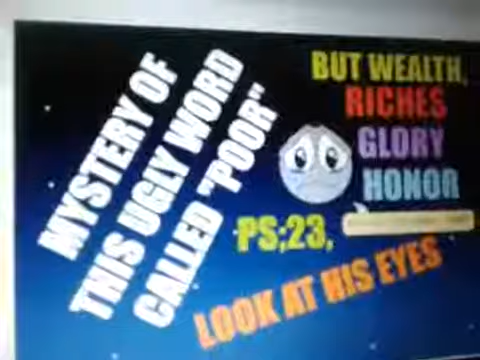 MYSTERY OF
THIS UGLY WORD
CALLED "POOR"
BUT WEALTH,
RICHES
GLORY
HONOR
PS;23,
LOOK AT HIS EYES